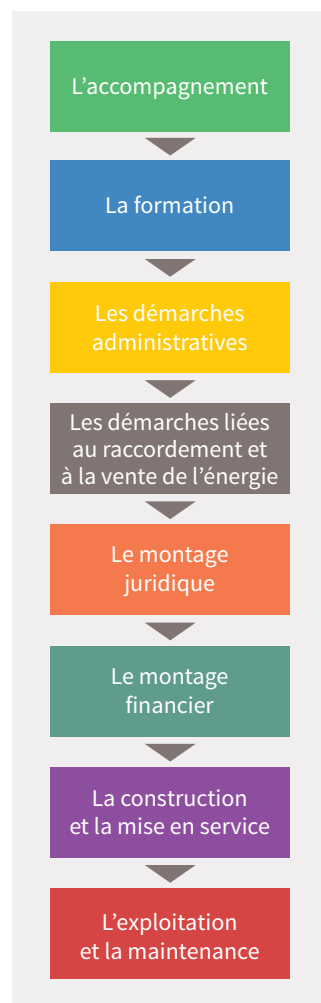 L’accompagnement
La formation
Les démarches
administratives
Les démarches liées
au raccordement et
à la vente de l’énergie
Le montage
juridique
Le montage
financier
La construction
et la mise en service
L’exploitation
et la maintenance